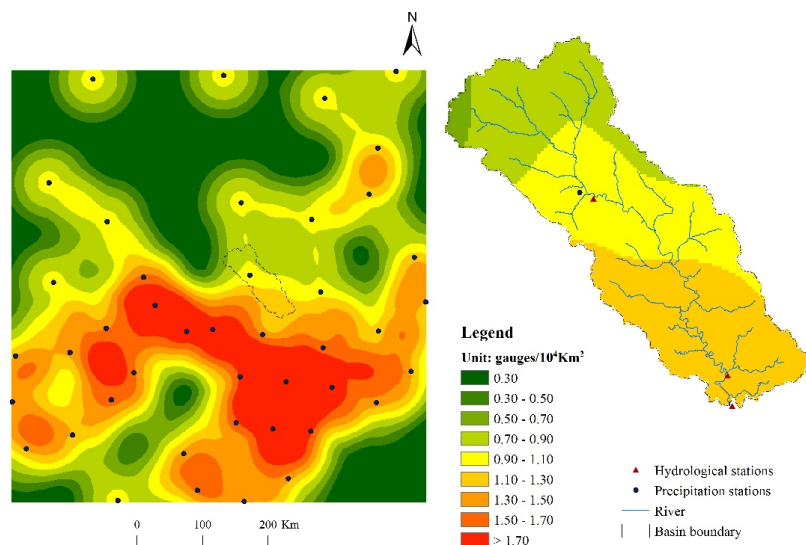 N
Legend
Unit: gauges/10⁴Km²
0.30
0.30 - 0.50
0.50 - 0.70
0.70 - 0.90
0.90 - 1.10
1.10 - 1.30
1.30 - 1.50
1.50 - 1.70
> 1.70
Hydrological stations
Precpitation stations
River
Basin boundary
0 100 200 Km